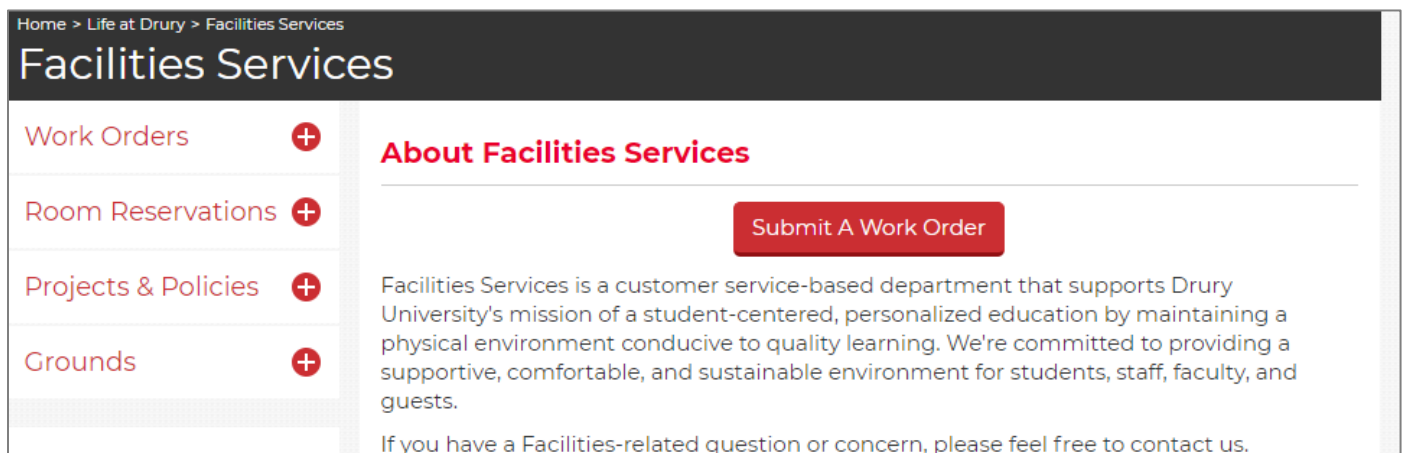 Home > Life at Drury > Facilities Services
Facilities Services
Work Orders
Room Reservations
Projects & Policies
Grounds
About Facilities Services
Submit A Work Order
Facilities Services is a customer service-based department that supports Drury
University's mission of a student-centered, personalized education by maintaining a
physical environment conducive to quality learning. We're committed to providing a
supportive, comfortable, and sustainable environment for students, staff, faculty, and
guests.
If you have a Facilities-related question or concern, please feel free to contact us.